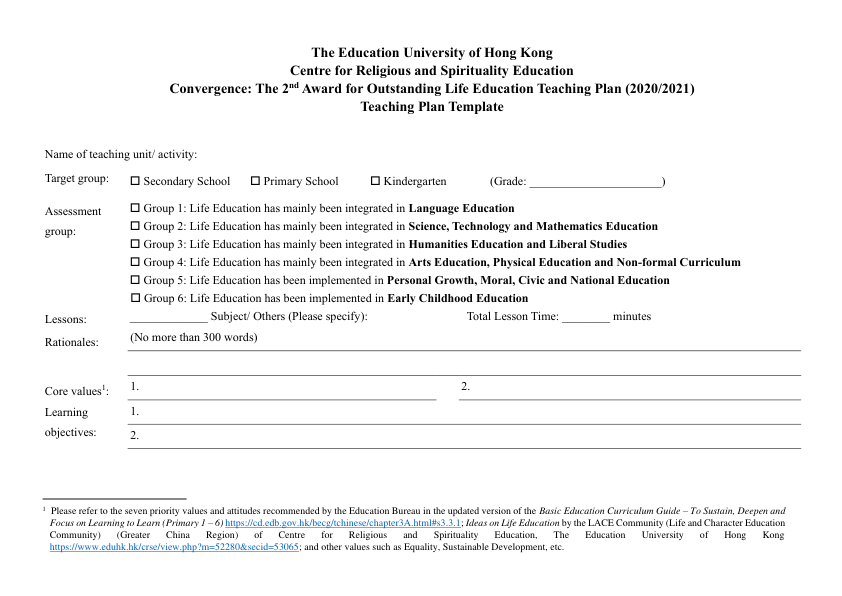 The Education University of Hong Kong
Centre for Religious and Spirituality Education
Convergence: The 2nd Award for Outstanding Life Education Teaching Plan (2020/2021)
Teaching Plan Template
Name of teaching unit/ activity:
Target group: ☐ Secondary School ☐ Primary School ☐ Kindergarten (Grade: ______________________)
Assessment group:
☐ Group 1: Life Education has mainly been integrated in Language Education
☐ Group 2: Life Education has mainly been integrated in Science, Technology and Mathematics Education
☐ Group 3: Life Education has mainly been integrated in Humanities Education and Liberal Studies
☐ Group 4: Life Education has mainly been integrated in Arts Education, Physical Education and Non-formal Curriculum
☐ Group 5: Life Education has been implemented in Personal Growth, Moral, Civic and National Education
☐ Group 6: Life Education has been implemented in Early Childhood Education
Lessons: _____________ Subject/ Others (Please specify): Total Lesson Time: ________ minutes
Rationales: (No more than 300 words)
Core values1: 1. 2.
Learning objectives:
1.
2.
1 Please refer to the seven priority values and attitudes recommended by the Education Bureau in the updated version of the Basic Education Curriculum Guide – To Sustain, Deepen and
Focus on Learning to Learn (Primary 1 – 6) https://cd.edb.gov.hk/becg/tchinese/chapter3A.html#s3.3.1; Ideas on Life Education by the LACE Community (Life and Character Education
Community) (Greater China Region) of Centre for Religious and Spirituality Education, The Education University of Hong Kong
https://www.eduhk.hk/crse/view.php?m=52280&secid=53065; and other values such as Equality, Sustainable Development, etc.